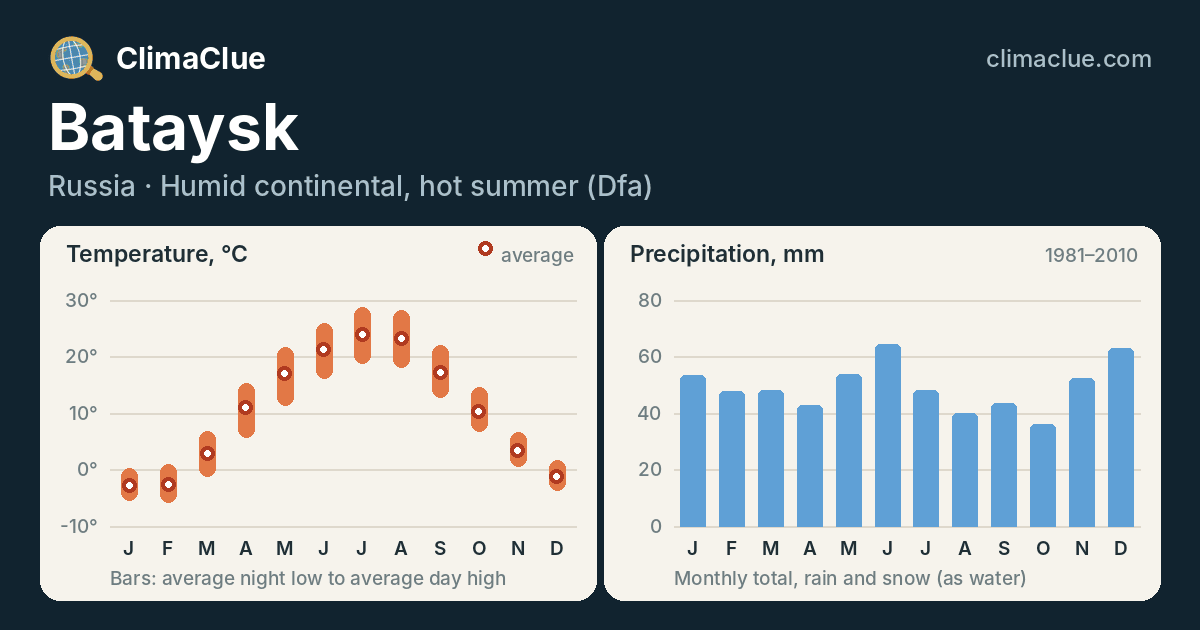 ClimaClue
climaclue.com
Bataysk
Russia · Humid continental, hot summer (Dfa)
Temperature, °C
average
30°
20°
10°
0°
-10°
J F M A M J J A S O N D
Bars: average night low to average day high
Precipitation, mm
1981–2010
80
60
40
20
0
J F M A M J J A S O N D
Monthly total, rain and snow (as water)